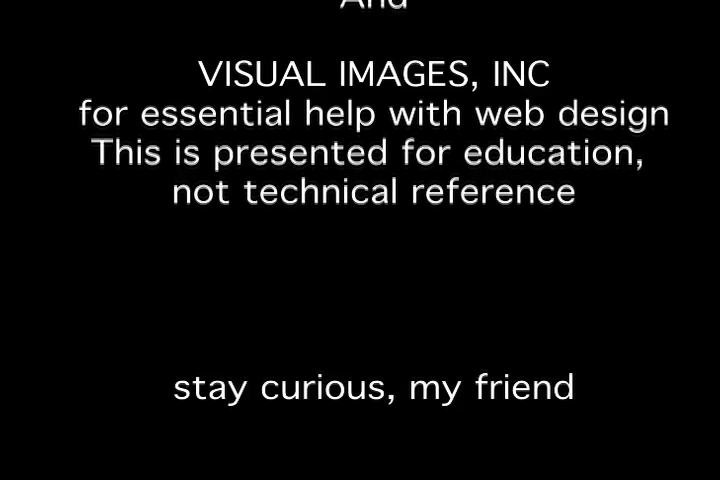 And
VISUAL IMAGES, INC
for essential help with web design
This is presented for education,
not technical reference
stay curious, my friend